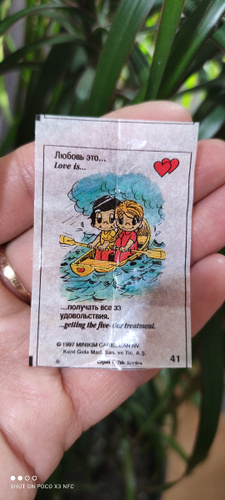 Любовь это...
Love is...
...получать все 33
удовольствия.
...getting the five-star treatment.
© 1997 MINIKIM CARIBBEAN NV.
Kent Gıda Mad. San. ve Tic. A.Ş.
41
SHOT ON POCO X3 NFC